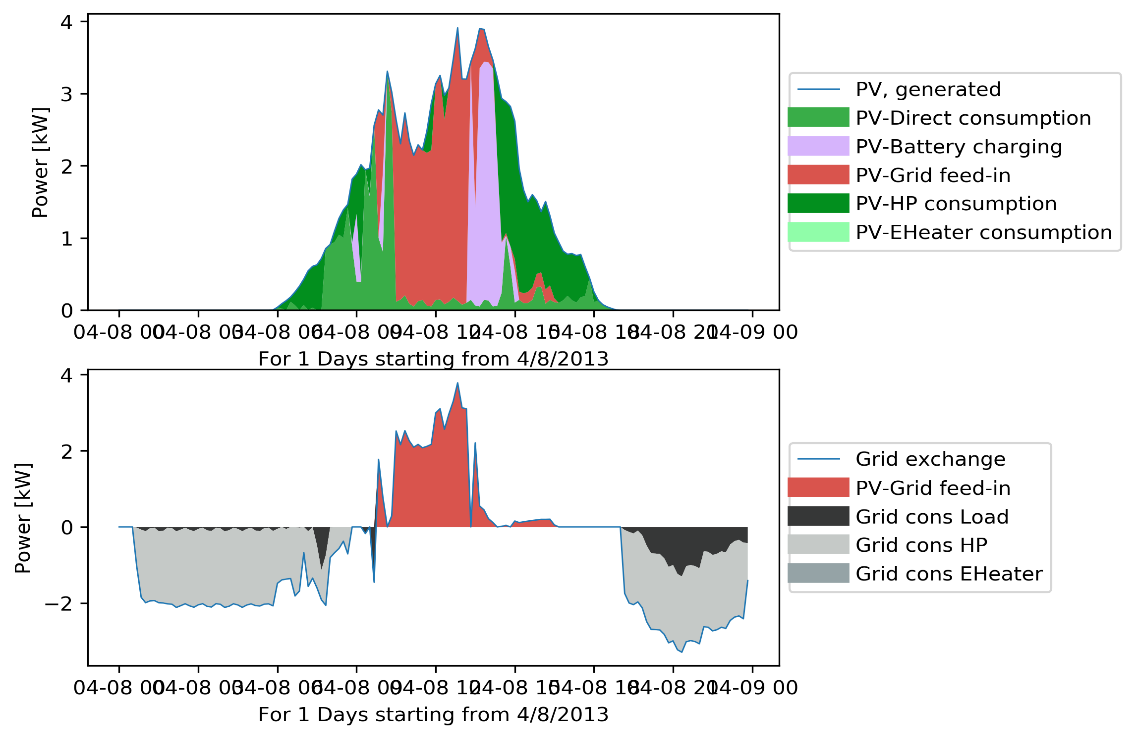 4
3
2
1
0
Power [kW]
04-08 00 04-08 03 04-08 06 04-08 09 04-08 12 04-08 15 04-08 18 04-08 21 04-09 00
For 1 Days starting from 4/8/2013
PV, generated
PV-Direct consumption
PV-Battery charging
PV-Grid feed-in
PV-HP consumption
PV-EHeater consumption
4
2
0
−2
Power [kW]
04-08 00 04-08 03 04-08 06 04-08 09 04-08 12 04-08 15 04-08 18 04-08 21 04-09 00
For 1 Days starting from 4/8/2013
Grid exchange
PV-Grid feed-in
Grid cons Load
Grid cons HP
Grid cons EHeater